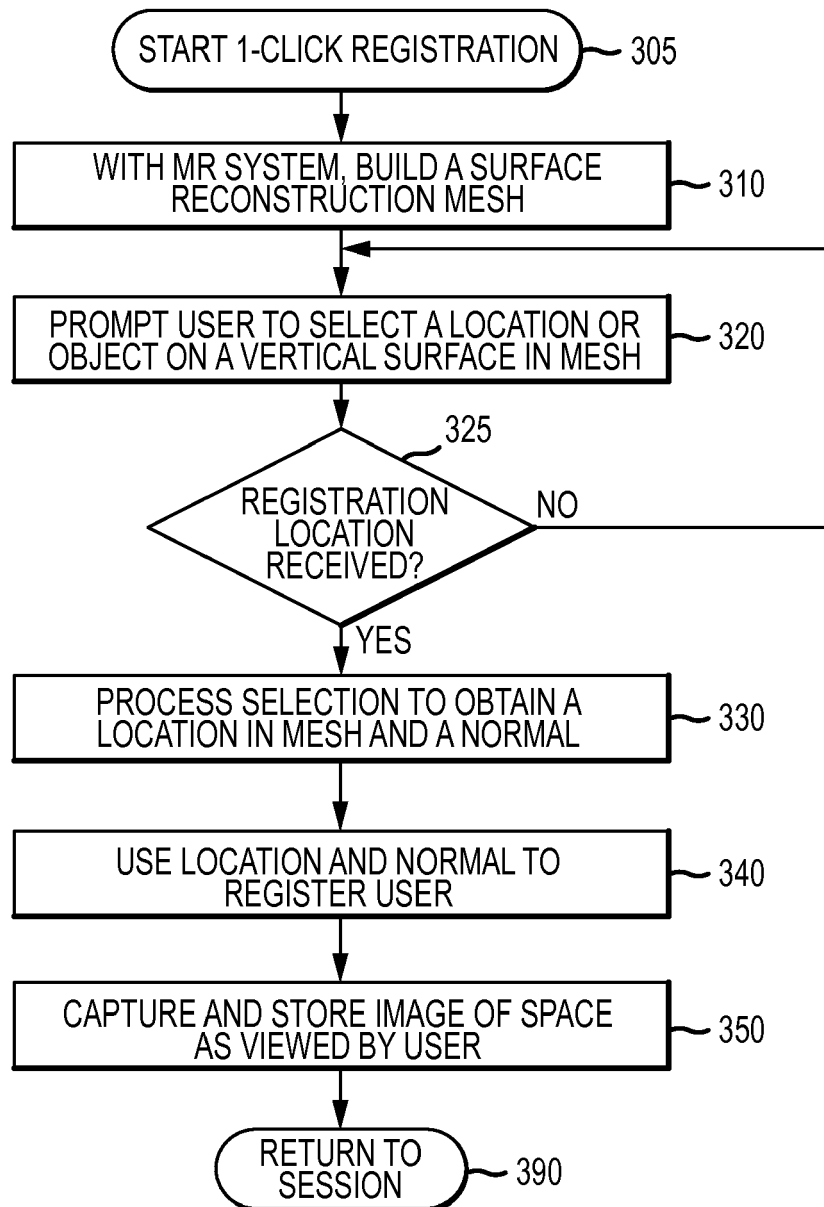 START 1-CLICK REGISTRATION
305
WITH MR SYSTEM, BUILD A SURFACE
RECONSTRUCTION MESH
310
PROMPT USER TO SELECT A LOCATION OR
OBJECT ON A VERTICAL SURFACE IN MESH
320
325
REGISTRATION
LOCATION
RECEIVED?
NO
YES
PROCESS SELECTION TO OBTAIN A
LOCATION IN MESH AND A NORMAL
330
USE LOCATION AND NORMAL TO
REGISTER USER
340
CAPTURE AND STORE IMAGE OF SPACE
AS VIEWED BY USER
350
RETURN TO
SESSION
390